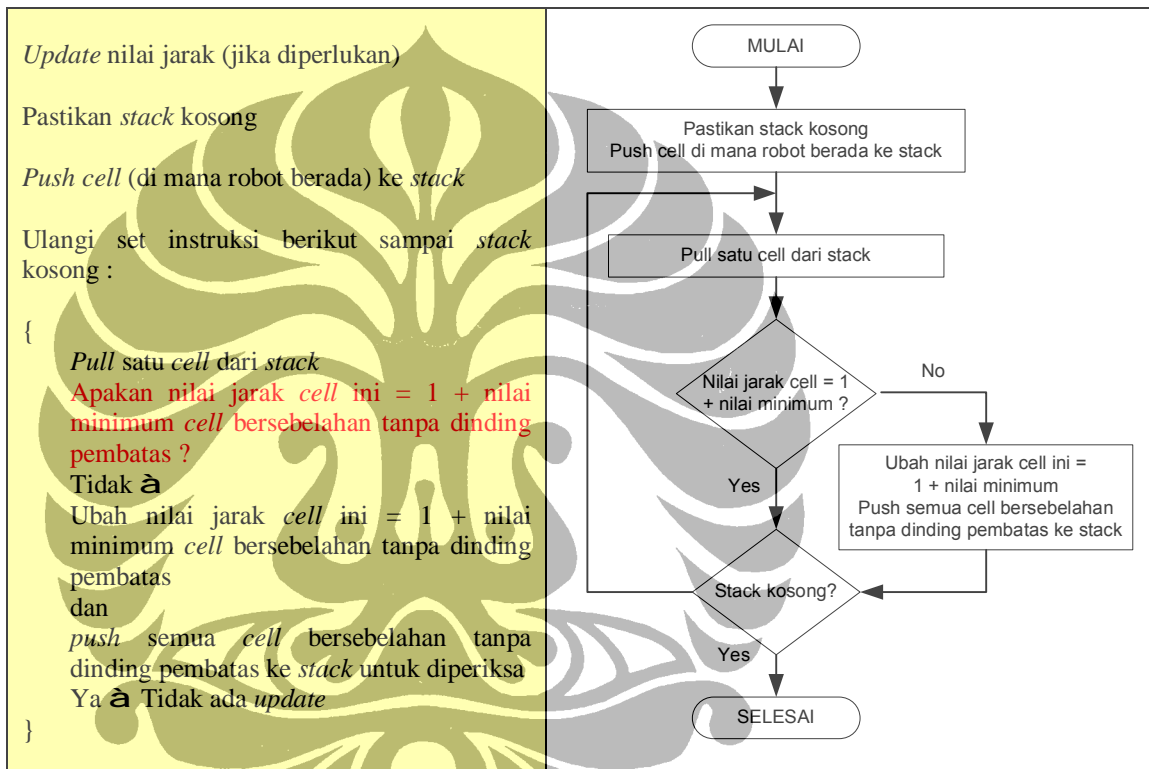 Update nilai jarak (jika diperlukan)
Pastikan stack kosong
Push cell (di mana robot berada) ke stack
Ulangi set instruksi berikut sampai stack
kosong :
{
Pull satu cell dari stack
Apakan nilai jarak cell ini = 1 + nilai
minimum cell bersebelahan tanpa dinding
pembatas ?
Tidak à
Ubah nilai jarak cell ini = 1 + nilai
minimum cell bersebelahan tanpa dinding
pembatas
dan
push semua cell bersebelahan tanpa
dinding pembatas ke stack untuk diperiksa
Ya à Tidak ada update
}
MULAI
Pastikan stack kosong
Push cell di mana robot berada ke stack
Pull satu cell dari stack
Nilai jarak cell = 1
+ nilai minimum ?
No
Yes
Ubah nilai jarak cell ini =
1 + nilai minimum
Push semua cell bersebelahan
tanpa dinding pembatas ke stack
Stack kosong?
Yes
SELESAI